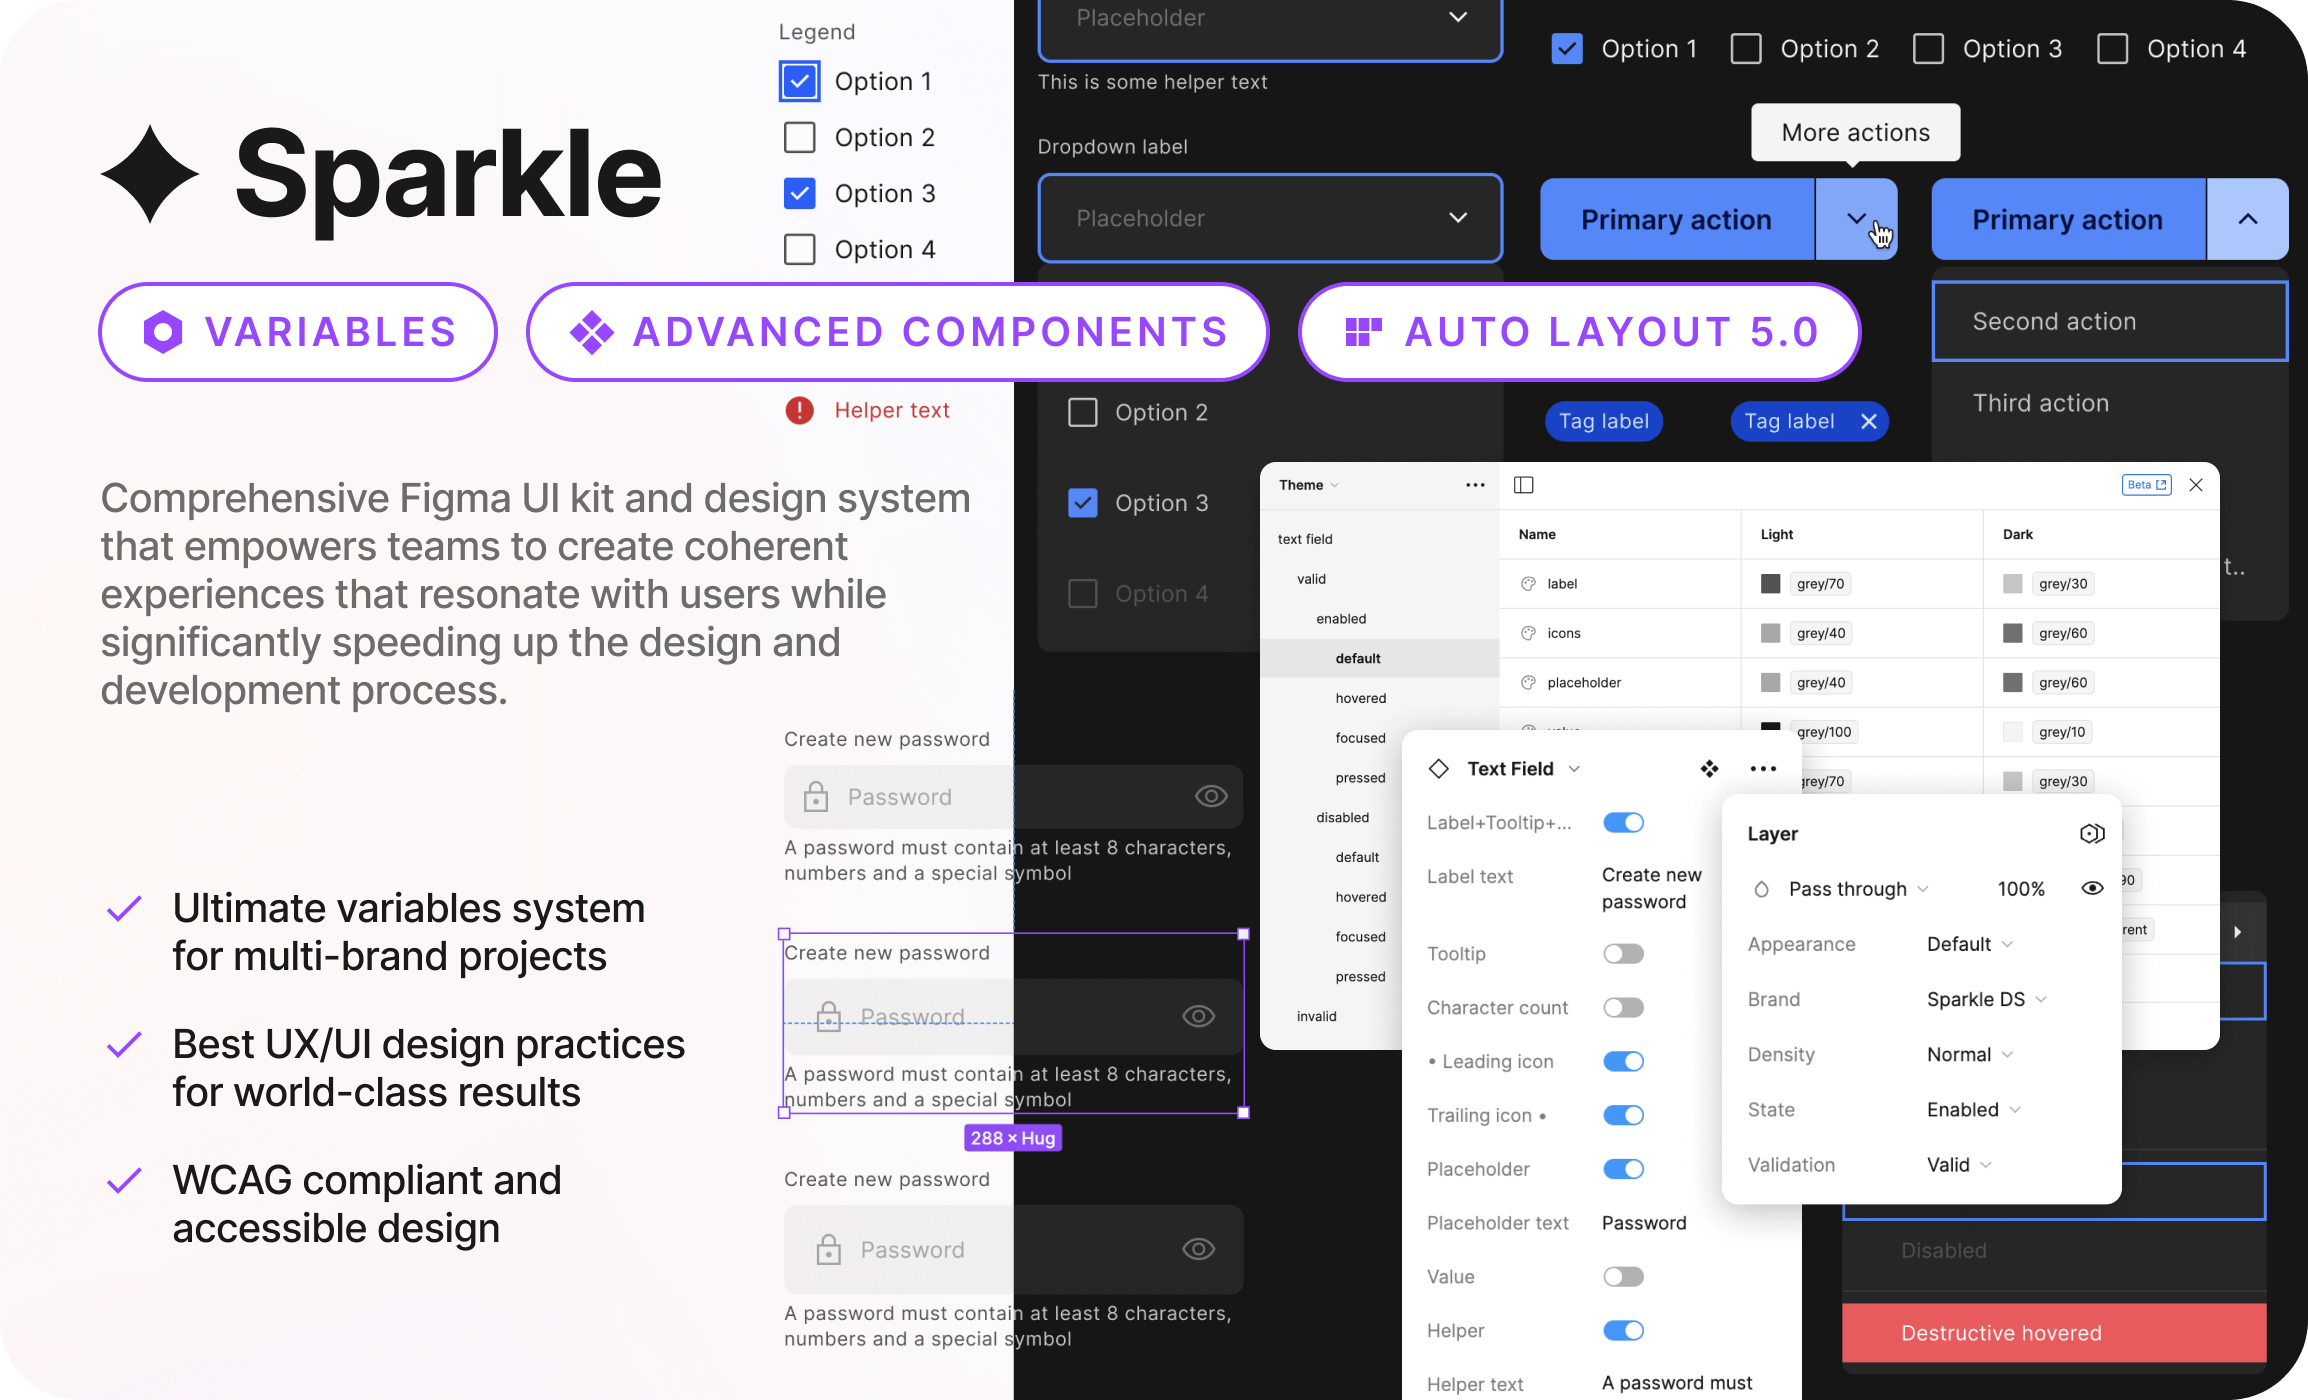 Sparkle
VARIABLES
ADVANCED COMPONENTS
AUTO LAYOUT 5.0
Comprehensive Figma UI kit and design system
that empowers teams to create coherent
experiences that resonate with users while
significantly speeding up the design and
development process.
Ultimate variables system
for multi-brand projects
Best UX/UI design practices
for world-class results
WCAG compliant and
accessible design
Legend
Option 1
Option 2
Option 3
Option 4
Helper text
Create new password
Password
A password must contain at least 8 characters,
numbers and a special symbol
Create new password
Password
A password must contain at least 8 characters,
numbers and a special symbol
288 × Hug
Create new password
Password
A password must contain at least 8 characters,
numbers and a special symbol
Placeholder
This is some helper text
Dropdown label
Placeholder
Option 2
Option 3
Option 4
Option 1 Option 2 Option 3 Option 4
More actions
Primary action
Primary action
Second action
Third action
Tag label
Tag label
Theme
Beta
text field
valid
enabled
default
hovered
focused
pressed
disabled
default
hovered
focused
pressed
invalid
Name Light Dark
label grey/70 grey/30
icons grey/40 grey/60
placeholder grey/40 grey/60
grey/100 grey/10
grey/70 grey/30
Text Field
Label+Tooltip+...
Label text Create new
password
Tooltip
Character count
• Leading icon
Trailing icon •
Placeholder
Placeholder text Password
Value
Helper
Helper text A password must
Layer
Pass through 100%
Appearance Default
Brand Sparkle DS
Density Normal
State Enabled
Validation Valid
Disabled
Destructive hovered